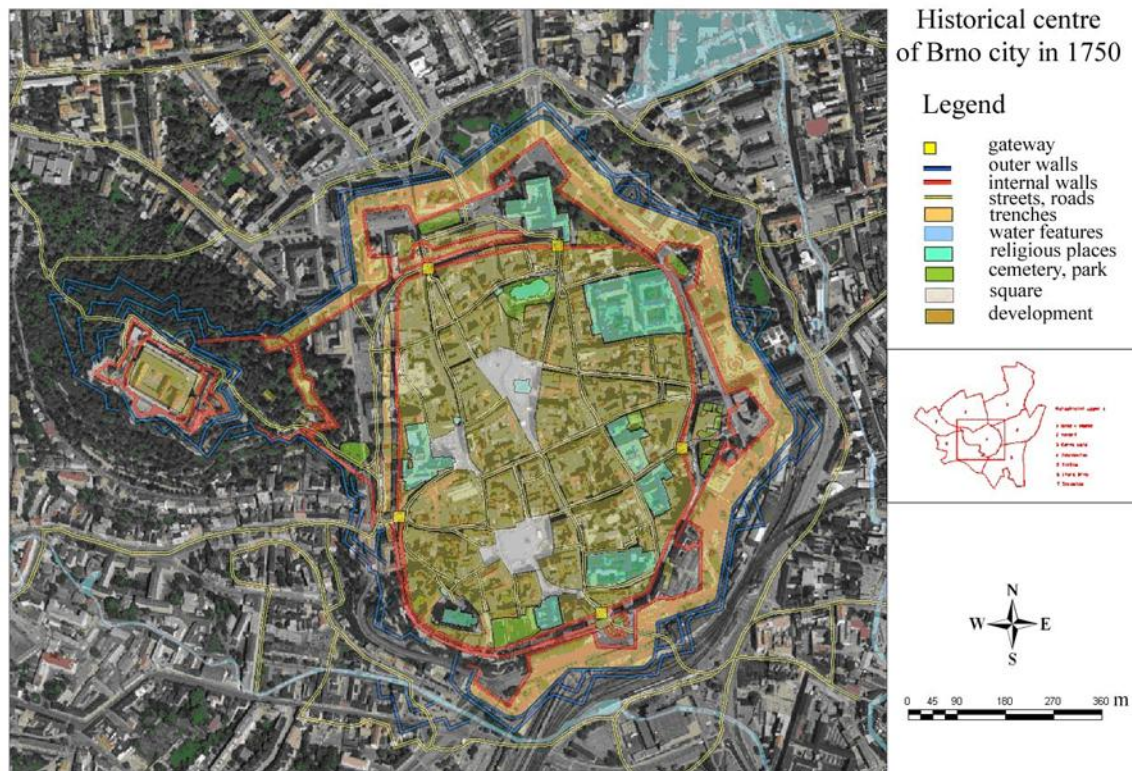 Historical centre
of Brno city in 1750
Legend
gateway
outer walls
internal walls
streets, roads
trenches
water features
religious places
cemetery, park
square
development
N
W E
S
0 45 90 180 270 360 m